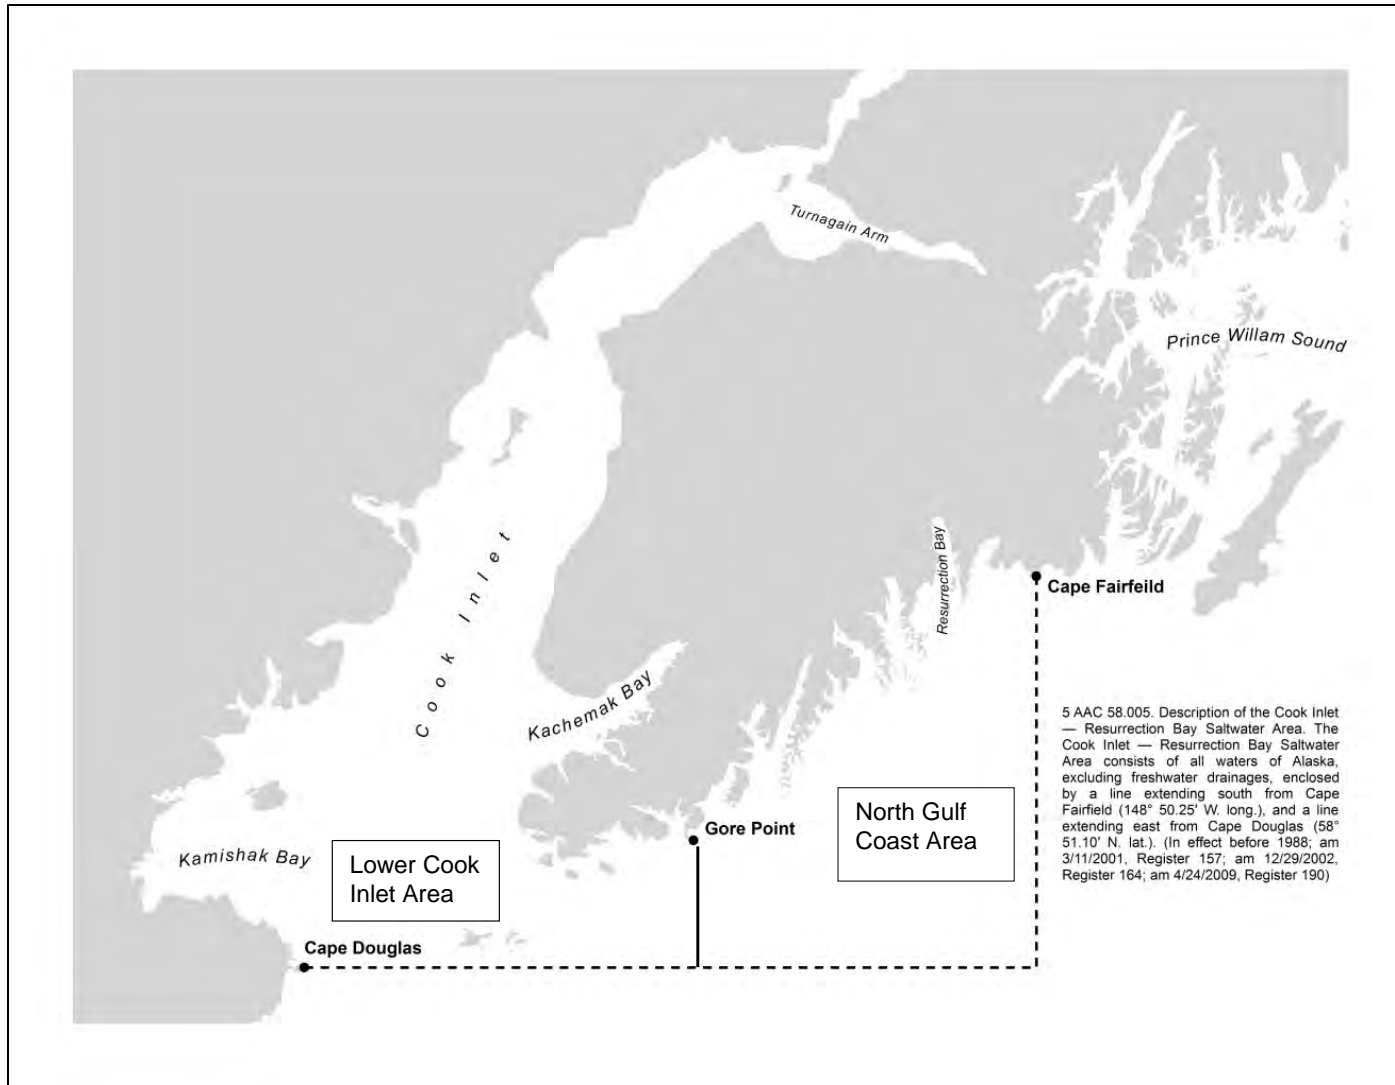 Turnagain Arm
Prince Willam Sound
Cook Inlet
Resurrection Bay
Cape Fairfeild
Kachemak Bay
5 AAC 58.005. Description of the Cook Inlet
— Resurrection Bay Saltwater Area. The
Cook Inlet — Resurrection Bay Saltwater
Area consists of all waters of Alaska,
excluding freshwater drainages, enclosed
by a line extending south from Cape
Fairfield (148° 50.25' W. long.), and a line
extending east from Cape Douglas (58°
51.10' N. lat.). (In effect before 1988; am
3/11/2001, Register 157; am 12/29/2002,
Register 164; am 4/24/2009, Register 190)
North Gulf
Coast Area
Gore Point
Kamishak Bay
Lower Cook
Inlet Area
Cape Douglas